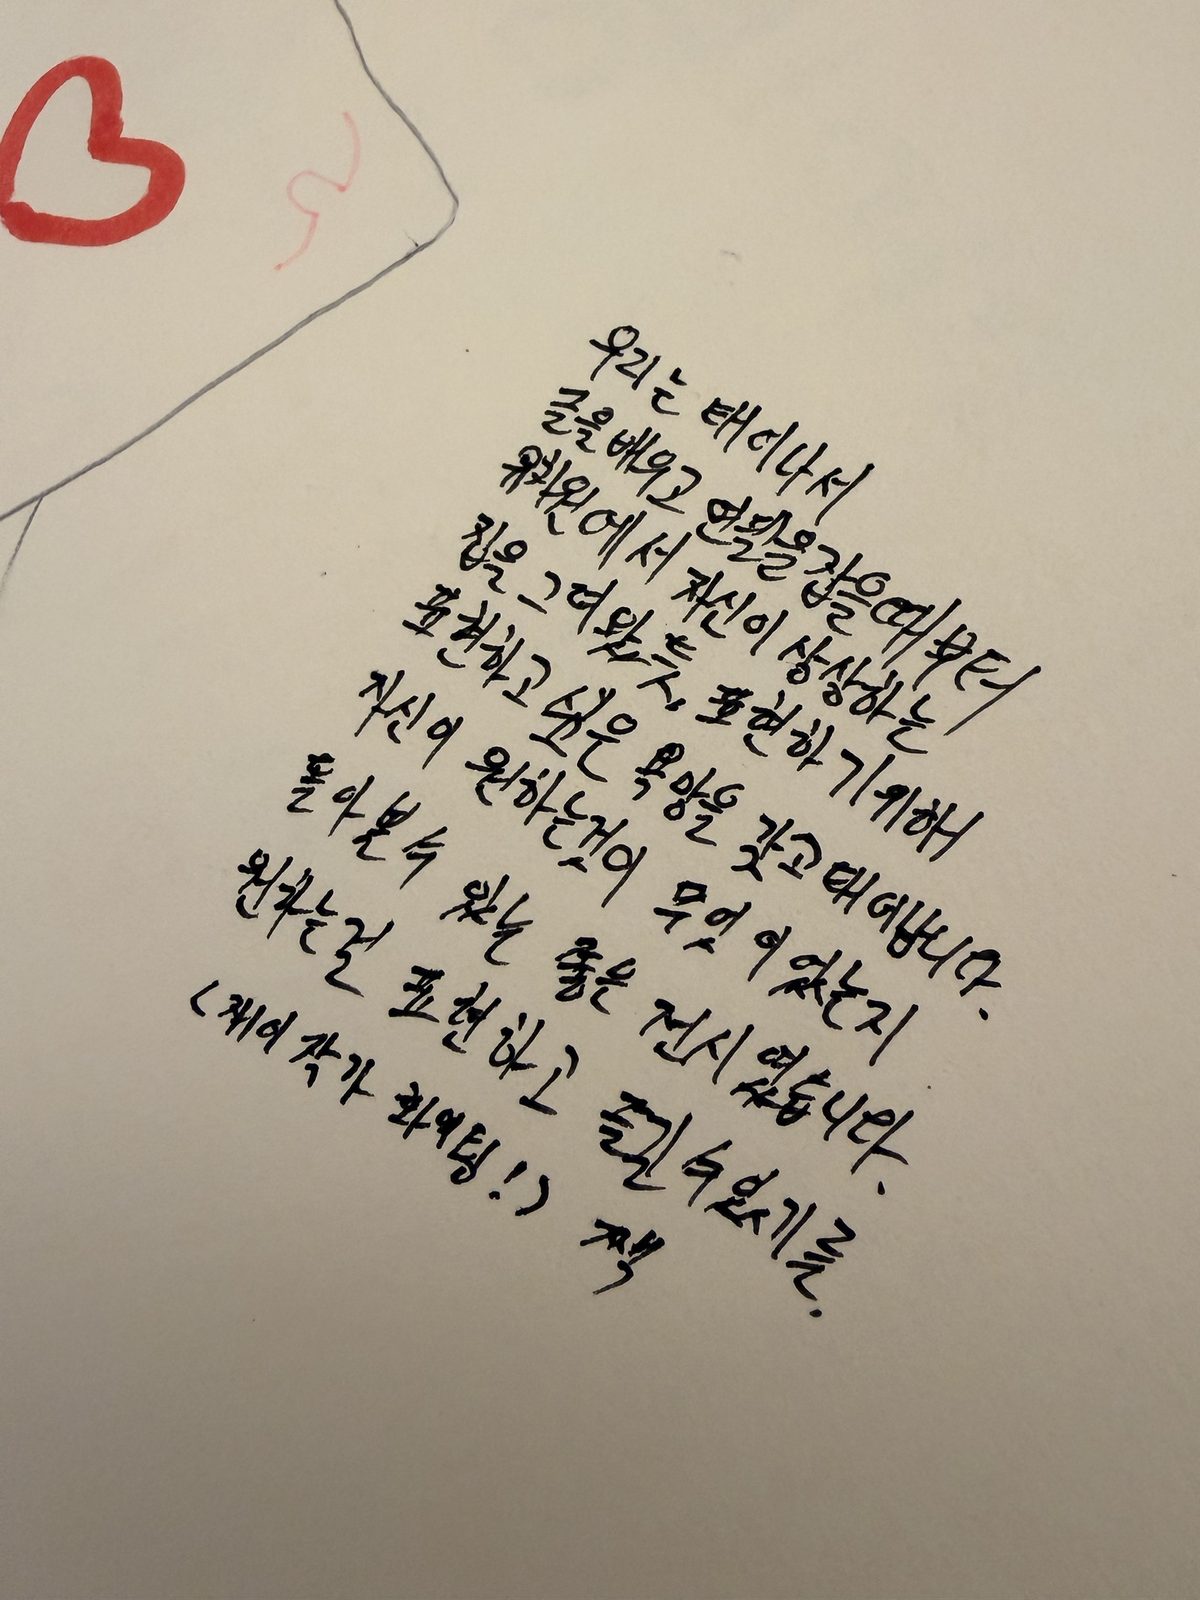 우리는 태어나서
글을 배우고 연필을 잡을때부터
유치원에서 자신이 상상하는
집을 그려왔죠. 표현하기위해
표현하고 싶은 욕망을 갖고 태어납니다.
자신이 원하는것이 무엇이었는지
돌아볼 수 있는 좋은 전시였습니다.
원하는걸 표현하고 즐길 수 있기를.
(제이 작가 화이팅!) 잭